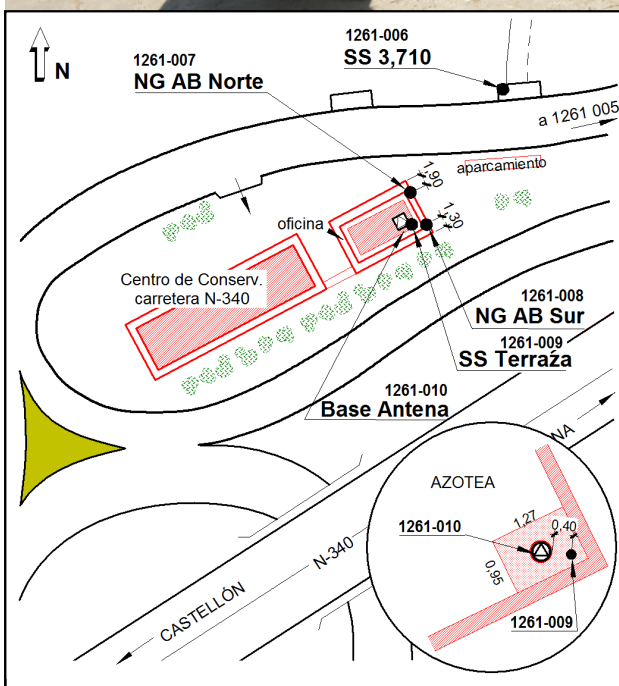 1261-006
SS 3,710
1261-007
NG AB Norte
N
a 1261 005
aparcamiento
1,90
1,30
oficina
Centro de Conserv.
carretera N-340
1261-008
NG AB Sur
1261-009
SS Terraza
1261-010
Base Antena
NA
AZOTEA
1,27
0,40
1261-010
0,95
1261-009
N-340
CASTELLÓN